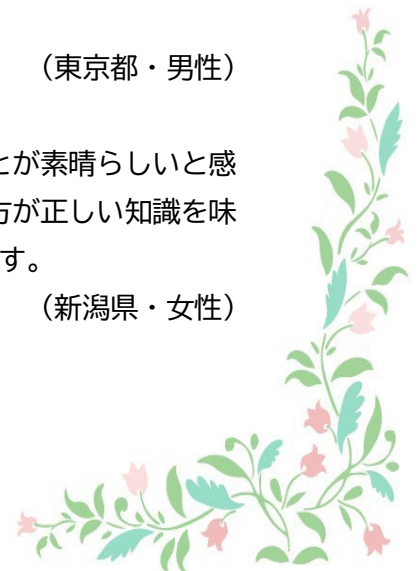 （東京都・男性）
とが素晴らしいと感
方が正しい知識を味
す。
（新潟県・女性）